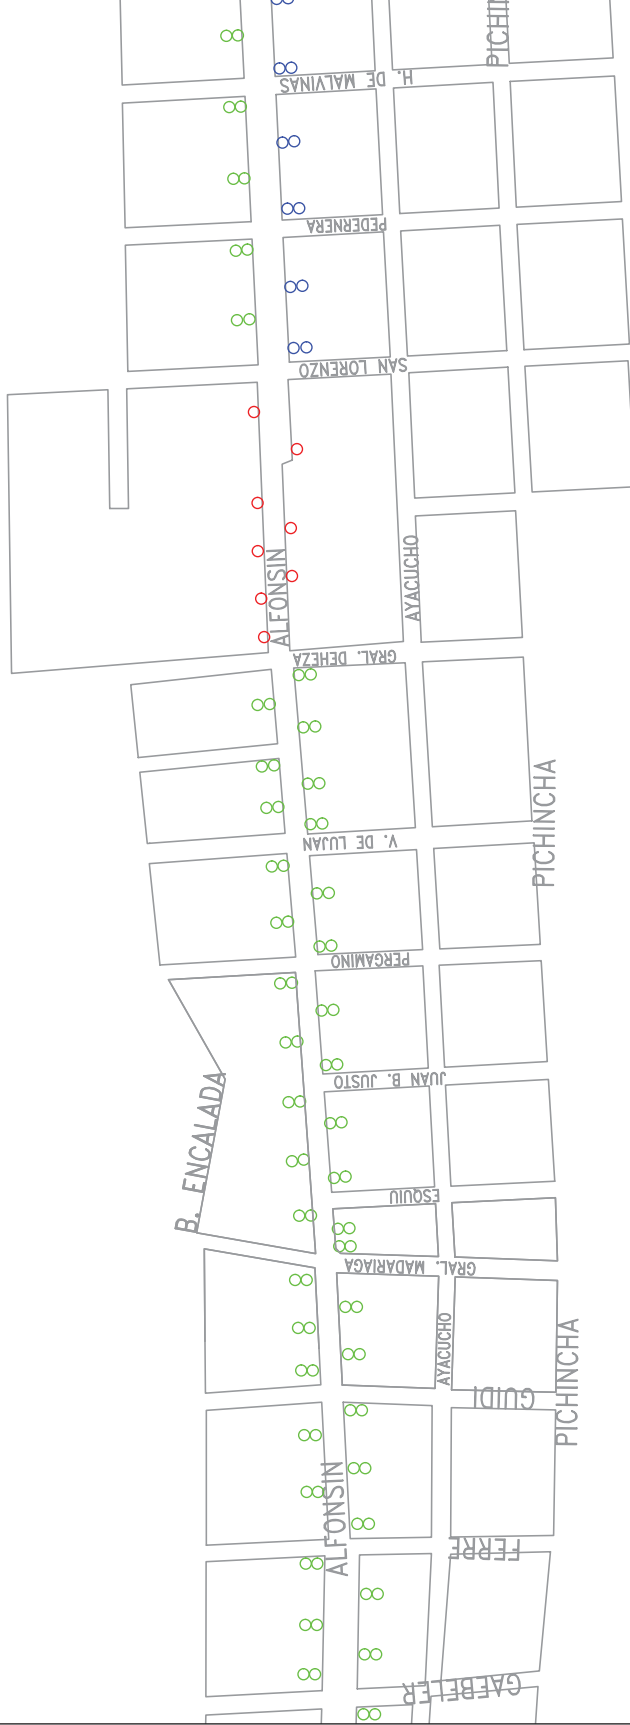 PICHIN
H. DE MALVINAS
PEDERNERA
SAN LORENZO
ALFONSIN
AYACUCHO
GRAL. DEHEZA
PICHINCHA
V. DE LUJAN
PERGAMINO
JUAN B. JUSTO
B. ENCALADA
ESQUIU
GRAL. MADARIAGA
AYACUCHO
PICHINCHA
GUIDI
ALFONSIN
FERRE
GAEBELER